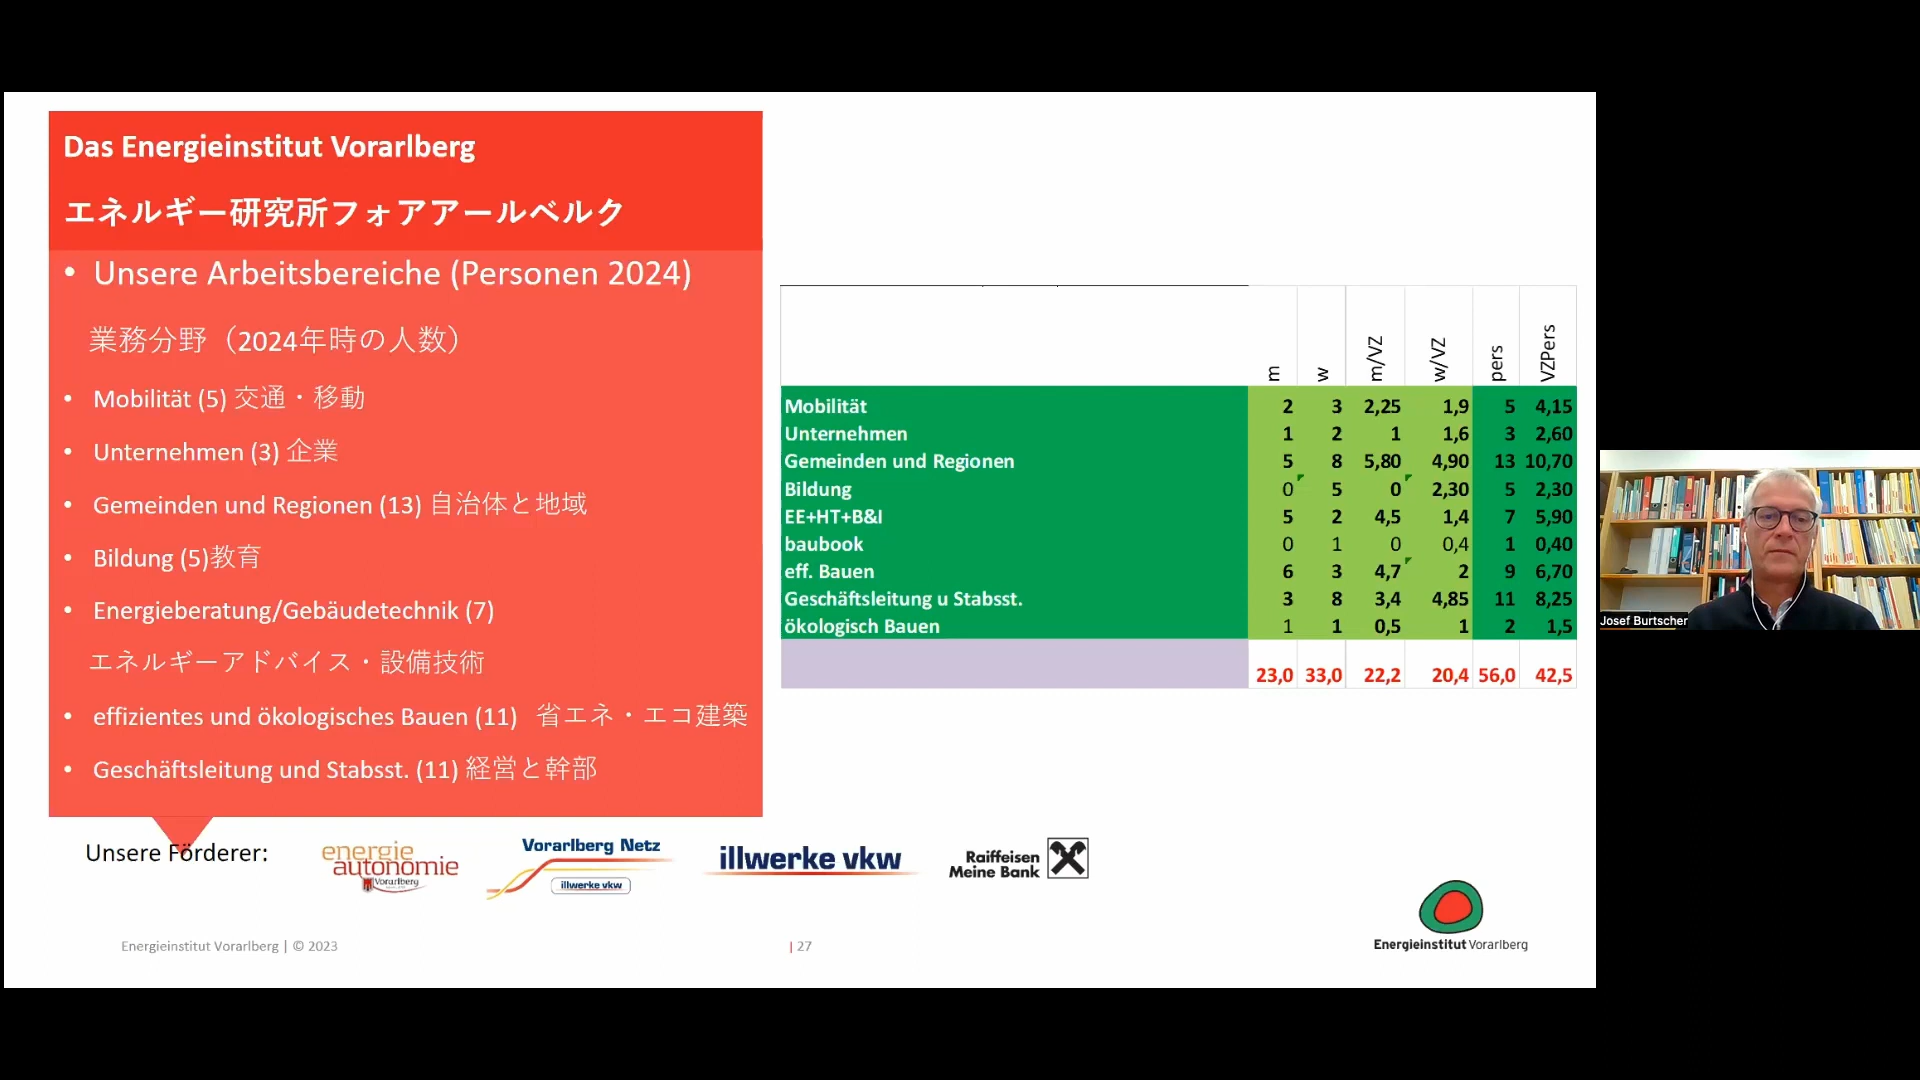 Das Energieinstitut Vorarlberg
エネルギー研究所フォアアールベルク
• Unsere Arbeitsbereiche (Personen 2024)
業務分野（2024年時の人数）
• Mobilität (5) 交通・移動
• Unternehmen (3) 企業
• Gemeinden und Regionen (13) 自治体と地域
• Bildung (5)教育
• Energieberatung/Gebäudetechnik (7)
エネルギーアドバイス・設備技術
• effizientes und ökologisches Bauen (11) 省エネ・エコ建築
• Geschäftsleitung und Stabsst. (11) 経営と幹部
m w m/VZ w/VZ pers VZPers
Mobilität 2 3 2,25 1,9 5 4,15
Unternehmen 1 2 1 1,6 3 2,60
Gemeinden und Regionen 5 8 5,80 4,90 13 10,70
Bildung 0 5 0 2,30 5 2,30
EE+HT+B&I 5 2 4,5 1,4 7 5,90
baubook 0 1 0 0,4 1 0,40
eff. Bauen 6 3 4,7 2 9 6,70
Geschäftsleitung u Stabsst. 3 8 3,4 4,85 11 8,25
ökologisch Bauen 1 1 0,5 1 2 1,5
23,0 33,0 22,2 20,4 56,0 42,5
Josef Burtscher
Unsere Förderer:
energie
autonomie
Vorarlberg
Vorarlberg Netz
illwerke vkw
illwerke vkw
Raiffeisen
Meine Bank
Energieinstitut Vorarlberg
Energieinstitut Vorarlberg | © 2023
| 27